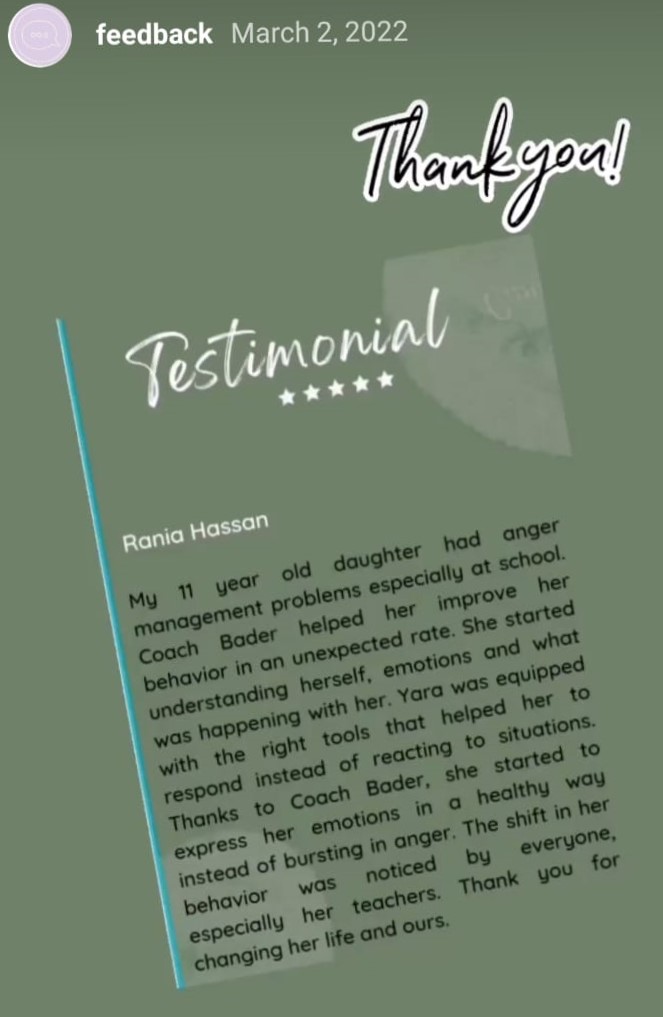 feedback March 2, 2022
Thank you!
Testimonial
Rania Hassan
My 11 year old daughter had anger
management problems especially at school.
Coach Bader helped her improve her
behavior in an unexpected rate. She started
understanding herself, emotions and what
was happening with her. Yara was equipped
with the right tools that helped her to
respond instead of reacting to situations.
Thanks to Coach Bader, she started to
express her emotions in a healthy way
instead of bursting in anger. The shift in her
behavior was noticed by everyone,
especially her teachers. Thank you for
changing her life and ours.